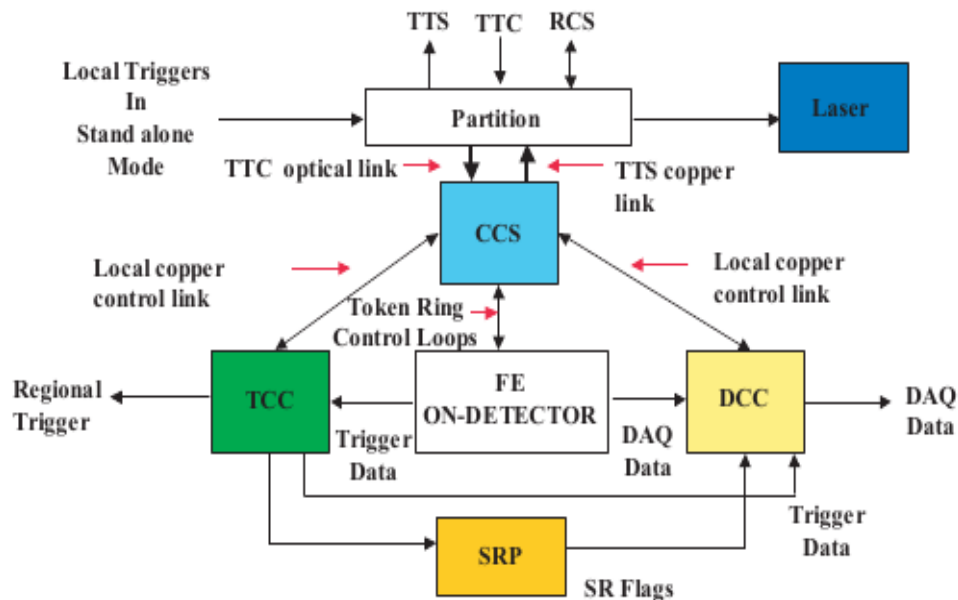 TTS TTC RCS
Local Triggers
In
Stand alone
Mode
Partition
Laser
TTC optical link
TTS copper
link
CCS
Local copper
control link
Local copper
control link
Token Ring
Control Loops
Regional
Trigger
TCC
FE
ON-DETECTOR
DCC
DAQ
Data
Trigger
Data
DAQ
Data
Trigger
Data
SRP
SR Flags